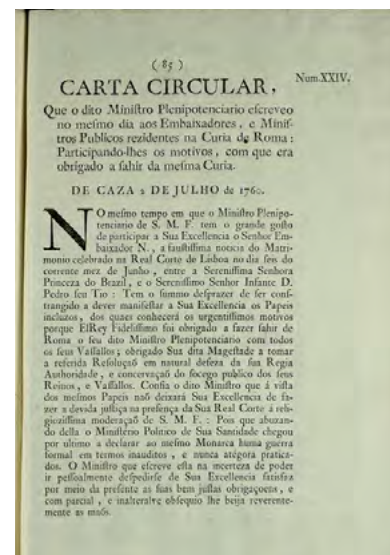 ( 85 )
Num.XXIV.
CARTA CIRCULAR,
Que o dito Miniſtro Plenipotenciario eſcreveo
no meſmo dia aos Embaixadores, e Miniſ-
tros Publicos rezidentes na Curia de Roma:
Participando-lhes os motivos, com que era
obrigado a ſahir da meſma Curia.
DE CAZA 2 DE JULHO de 1760.
NO meſmo tempo em que o Miniſtro Plenipo-
tenciario de S. M. F. tem o grande goſto
de participar a Sua Excellencia o Senhor Em-
baixador N., a fauſtiſſima noticia do Matri-
monio celebrado na Real Corte de Lisboa no dia ſeis do
corrente mez de Junho, entre a Sereniſſima Senhora
Princeza do Brazil, e o Sereniſſimo Senhor Infante D.
Pedro ſeu Tio: Tem o ſummo deſprazer de ſer conſ-
trangido a dever manifeſtar a Sua Excellencia os Papeis
incluzos, dos quaes conhecerá os urgentiſſimos motivos
porque ElRey Fideliſſimo foi obrigado a fazer ſahir de
Roma o ſeu dito Miniſtro Plenipotenciario com todos
os ſeus Vaſſallos; obrigado Sua dita Mageſtade a tomar
a referida Reſoluçaõ em natural defeza da ſua Regia
Authoridade, e concervaçaõ do ſocego publico dos ſeus
Reinos, e Vaſſallos. Confia o dito Miniſtro que á viſta
dos meſmos Papeis naõ deixará Sua Excellencia de fa-
zer a devida juſtiça na preſença da Sua Real Corte á reli-
gioziſſima moderaçaõ de S. M. F.: Pois que abuzan-
do della o Miniſtério Politico de Sua Santidade chegou
por ultimo a declarar ao meſmo Monarca huma guerra
formal em termos inauditos, e nunca atégora pratica-
dos. O Miniſtro que eſcreve eſta na incerteza de poder
ir peſſoalmente deſpedirſe de Sua Excellencia ſatisfaz
por meio da preſente as ſuas bem juſtas obrigaçoens, e
com parcial, e inalteralve obſequio lhe beija reverente-
mente as maõs.